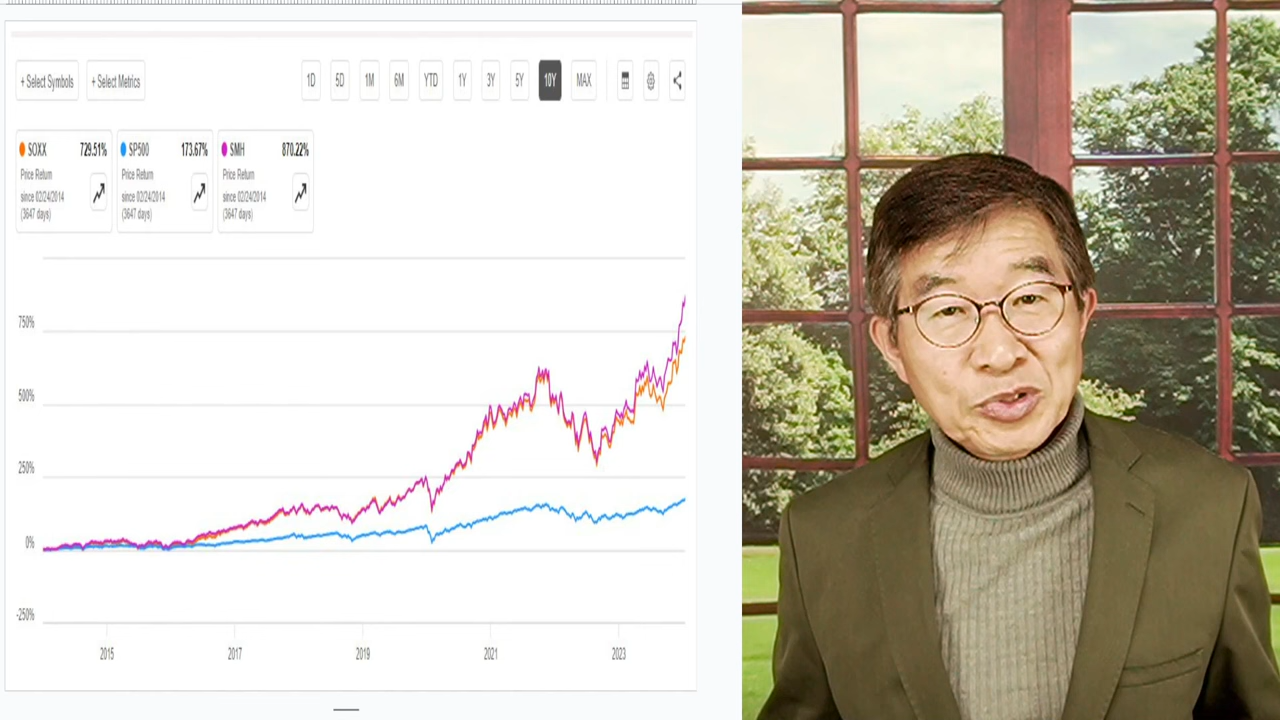 + Select Symbols + Select Metrics 1D 5D 1M 6M YTD 1Y 3Y 5Y 10Y MAX
SOXX 729.51% SP500 173.67% SMH 870.22%
Price Return Price Return Price Return
since 02/24/2014 since 02/24/2014 since 02/24/2014
(3647 days) (3647 days) (3647 days)
750%
500%
250%
0%
-250%
2015 2017 2019 2021 2023